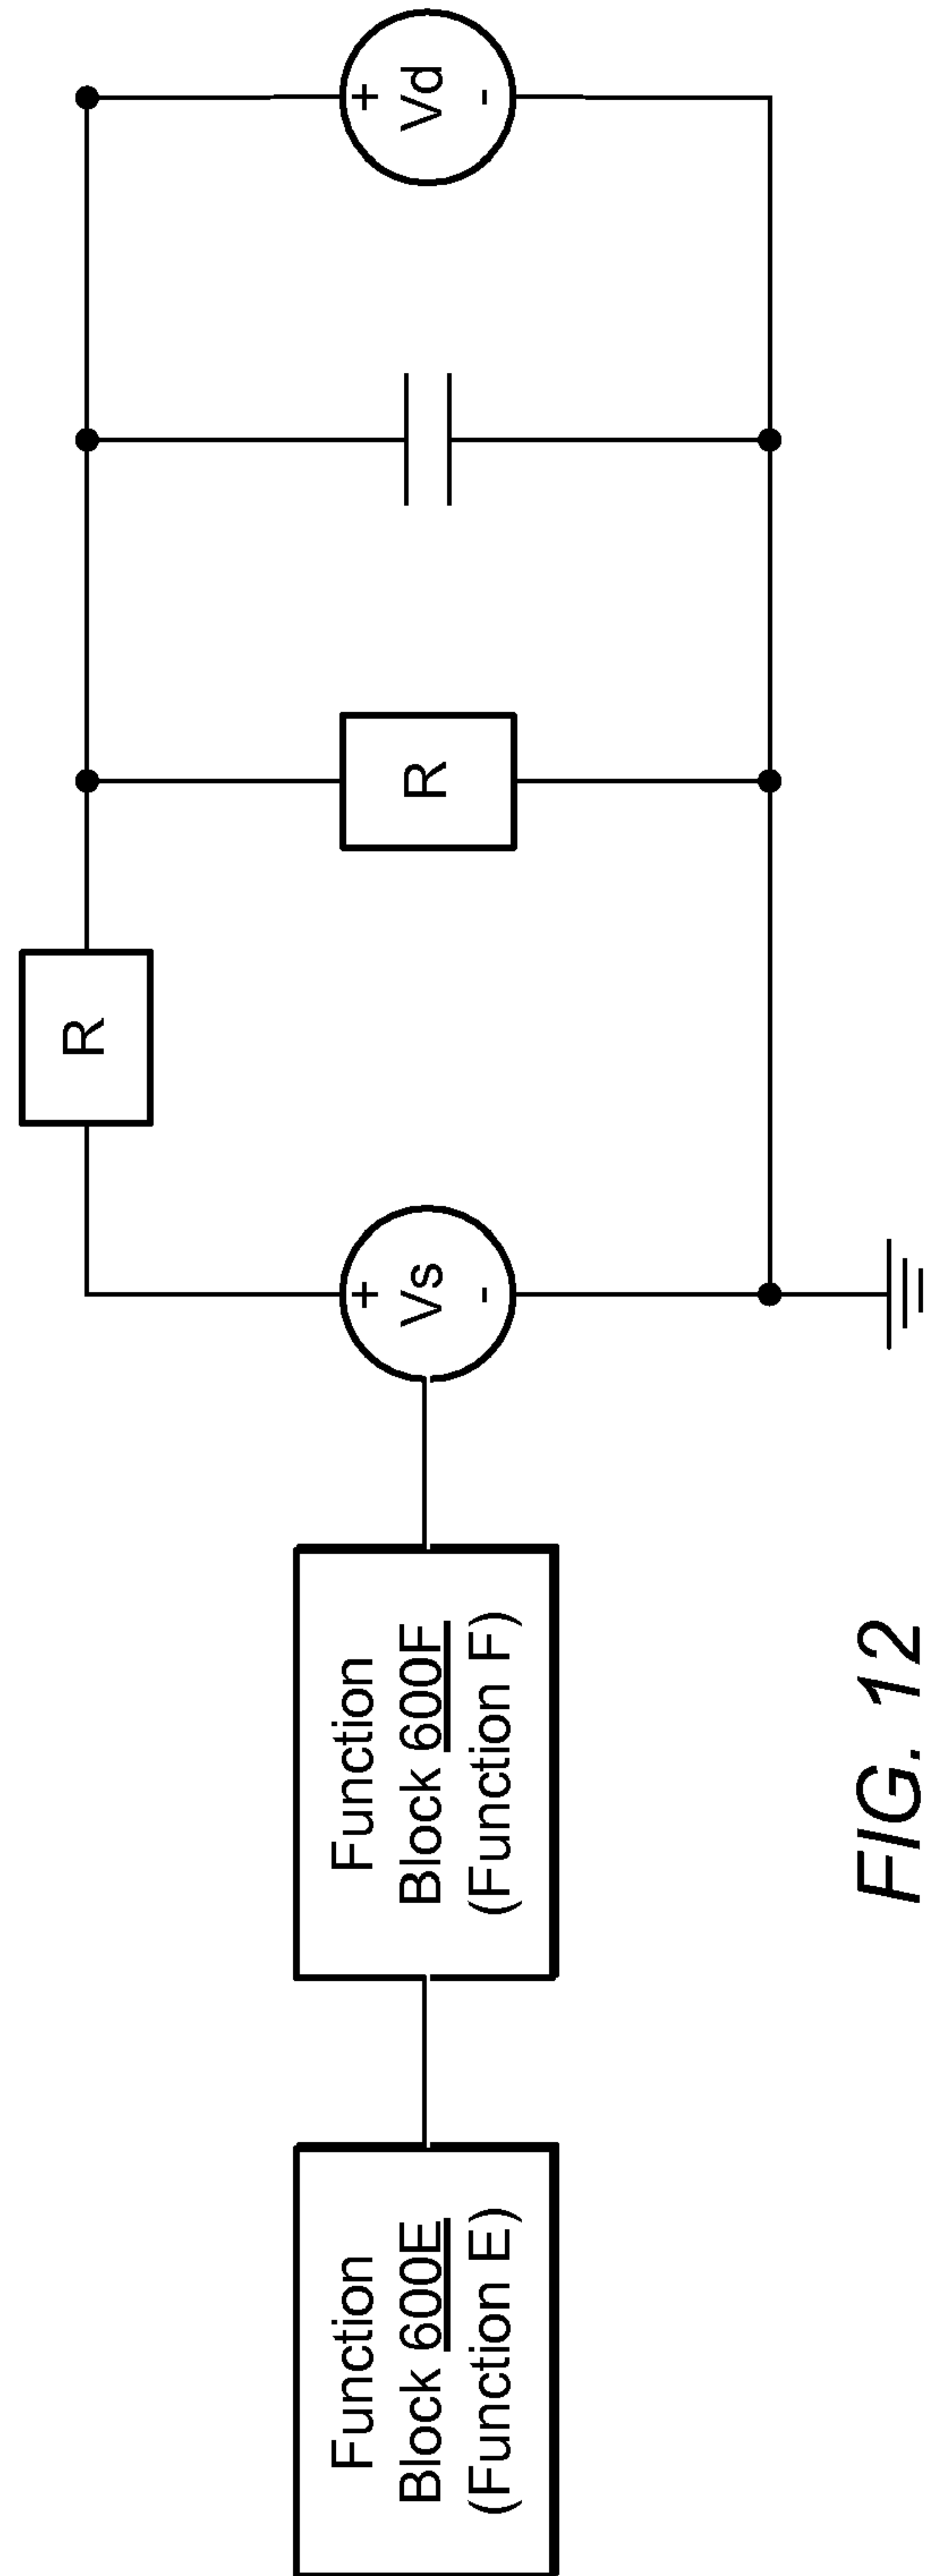 Function
Block 600E
(Function E)
Function
Block 600F
(Function F)
+
Vs
-
R
R
+
Vd
-
FIG. 12